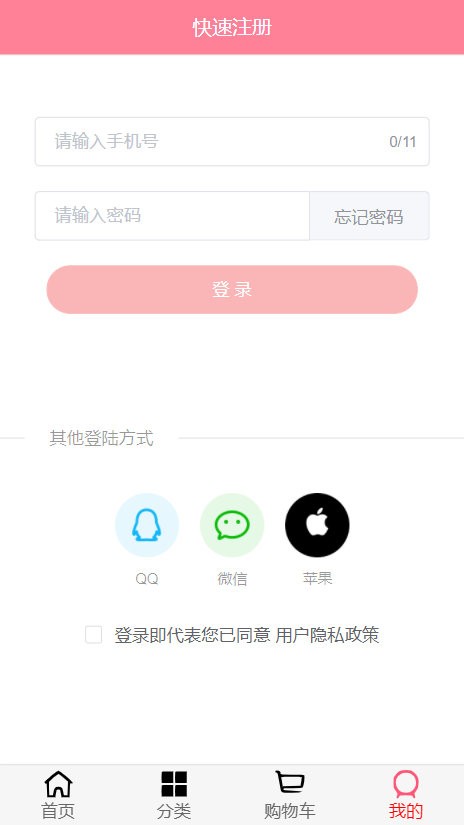 快速注册
请输入手机号 0/11
请输入密码 忘记密码
登 录
其他登陆方式
QQ 微信 苹果
登录即代表您已同意 用户隐私政策
首页 分类 购物车 我的